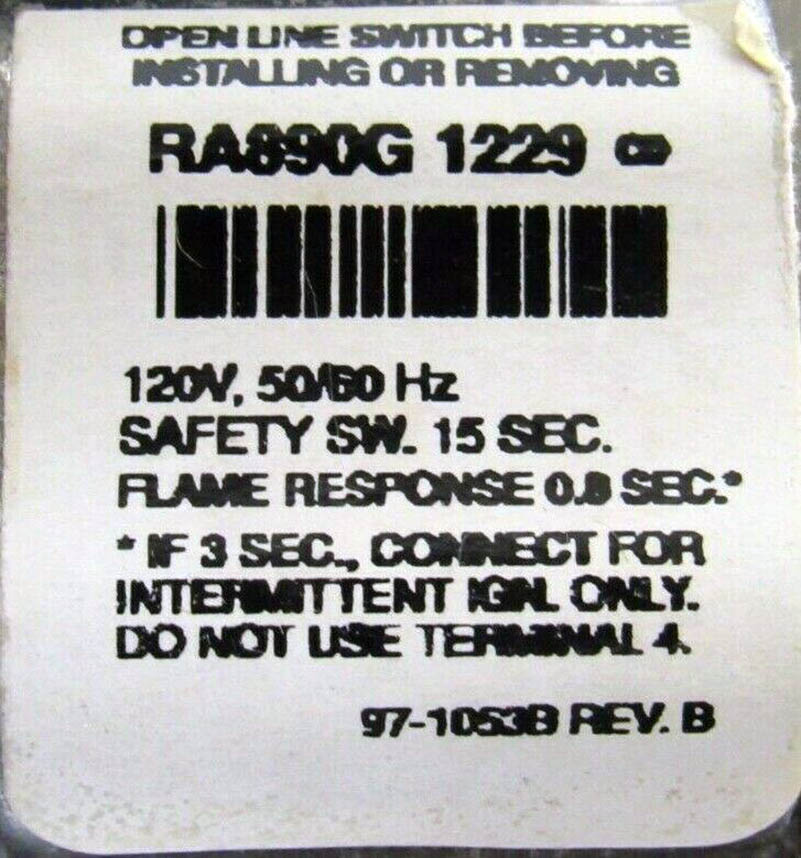 OPEN LINE SWITCH BEFORE
INSTALLING OR REMOVING
RA890G 1229
120V, 50/60 Hz
SAFETY SW. 15 SEC.
FLAME RESPONSE 0.8 SEC.*
* IF 3 SEC., CONNECT FOR
INTERMITTENT IGN. ONLY.
DO NOT USE TERMINAL 4.
97-1053B REV. B